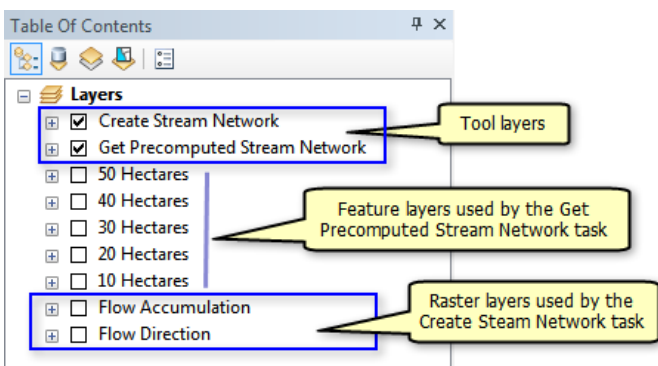 Table Of Contents
Layers
Create Stream Network
Get Precomputed Stream Network
50 Hectares
40 Hectares
30 Hectares
20 Hectares
10 Hectares
Flow Accumulation
Flow Direction
Tool layers
Feature layers used by the Get
Precomputed Stream Network task
Raster layers used by the
Create Steam Network task